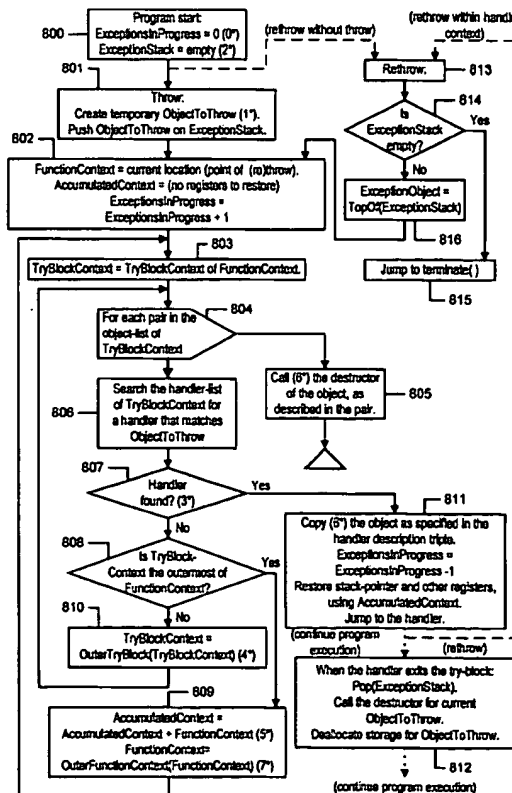 800
Program start:
ExceptionsInProgress = 0 (0*)
ExceptionStack = empty (2*)
(rethrow without throw)
(rethrow within handler
context)
801
Throw:
Create temporary ObjectToThrow (1*).
Push ObjectToThrow on ExceptionStack.
Rethrow:
813
814
Is
ExceptionStack
empty?
No
Yes
ExceptionObject =
TopOf(ExceptionStack)
816
Jump to terminate( )
815
802
FunctionContext = current location (point of (re)throw).
AccumulatedContext = (no registers to restore)
ExceptionsInProgress =
ExceptionsInProgress + 1
803
TryBlockContext = TryBlockContext of FunctionContext.
804
For each pair in the
object-list of
TryBlockContext
Call (6*) the destructor
of the object, as
described in the pair.
805
806
Search the handler-list
of TryBlockContext for
a handler that matches
ObjectToThrow
807
Handler
found? (3*)
Yes
No
811
Copy (6*) the object as specified in the
handler description triple.
ExceptionsInProgress =
ExceptionsInProgress
-1
Restore stack-pointer and other registers,
using AccumulatedContext.
Jump to the handler.
808
Is TryBlock-
Context the outermost of
FunctionContext?
Yes
No
810
TryBlockContext =
OuterTryBlock(TryBlockContext) (4*)
(continue program
execution)
(rethrow)
When the handler exits the try-block:
Pop(ExceptionStack).
Call the destructor for current
ObjectToThrow.
Deallocate storage for ObjectToThrow.
812
809
AccumulatedContext =
AccumulatedContext + FunctionContext (5*)
FunctionContext=
OuterFunctionContext(FunctionContext) (7*)
(continue program execution)